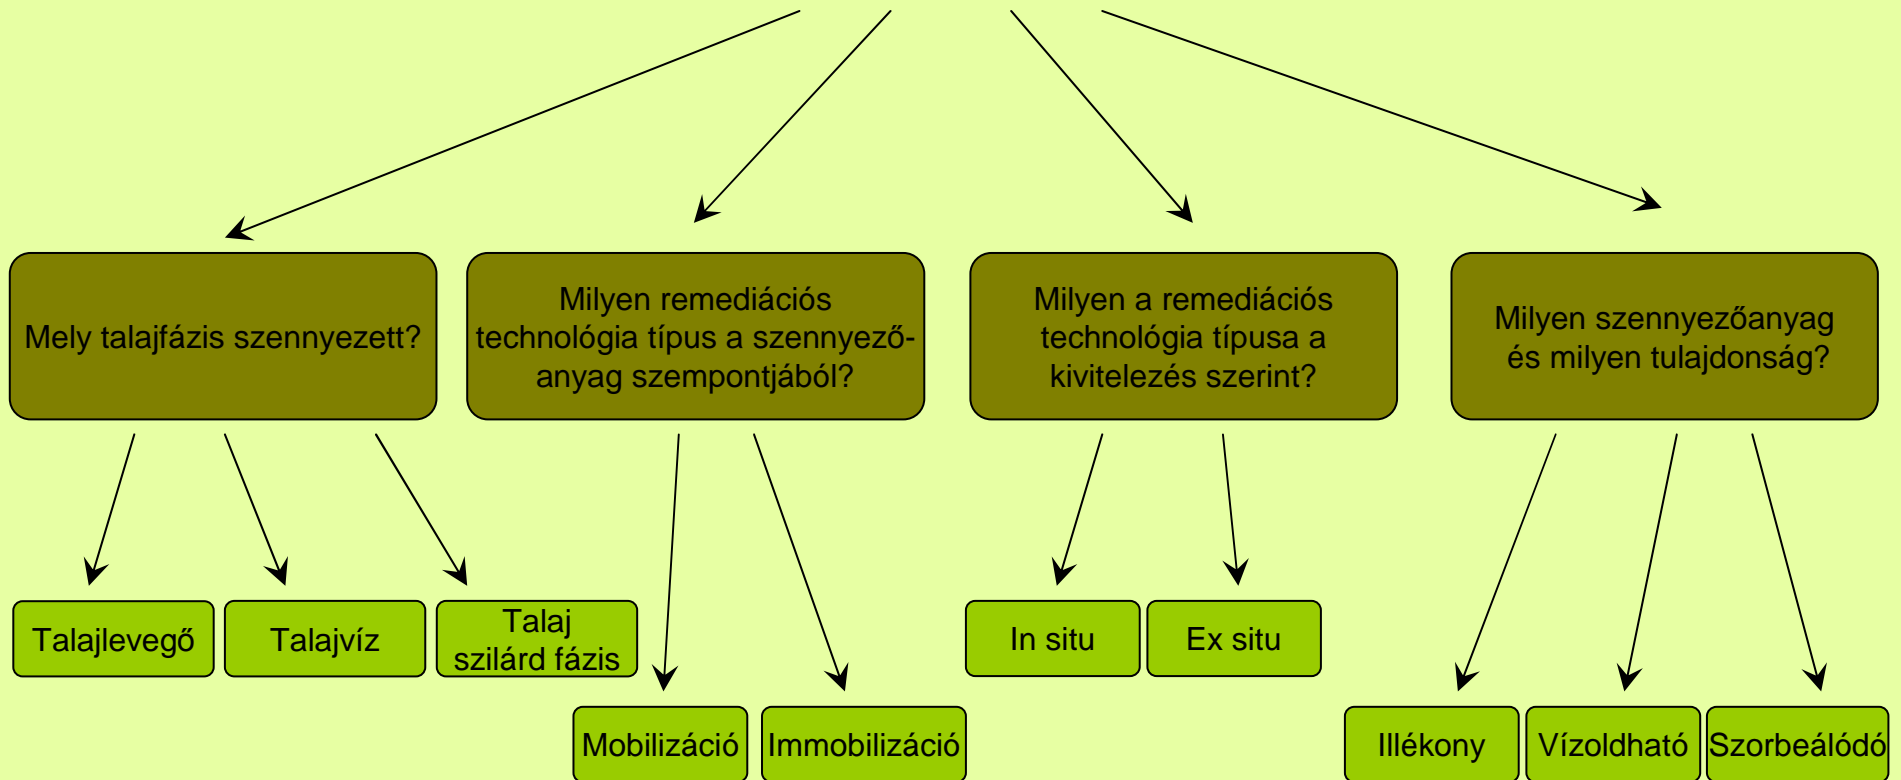 Mely talajfázis szennyezett?
Milyen remediációs
technológia típus a szennyező-
anyag szempontjából?
Milyen a remediációs
technológia típusa a
kivitelezés szerint?
Milyen szennyezőanyag
és milyen tulajdonság?
Talajlevegő
Talajvíz
Talaj
szilárd fázis
Mobilizáció
Immobilizáció
In situ
Ex situ
Illékony
Vízoldható
Szorbeálódó